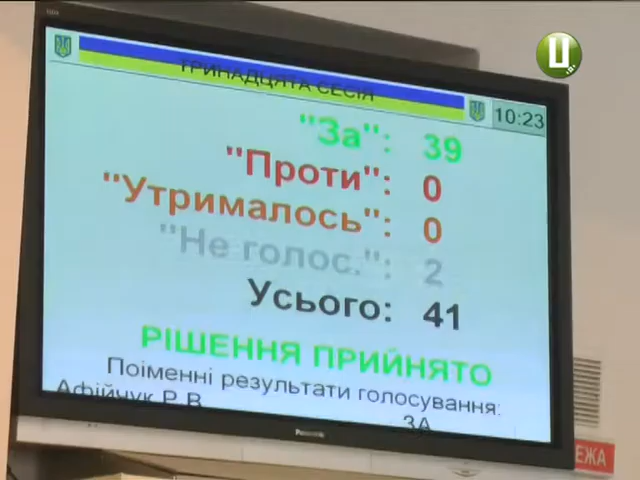 ТРИНАДЦЯТА СЕСІЯ
10:23
"За": 39
"Проти": 0
"Утрималось": 0
"Не голос.": 2
Усього: 41
РІШЕННЯ ПРИЙНЯТО
Поіменні результати голосування:
Афійчук Р.В.
ЗА
Panasonic
ЕЖА
Ц